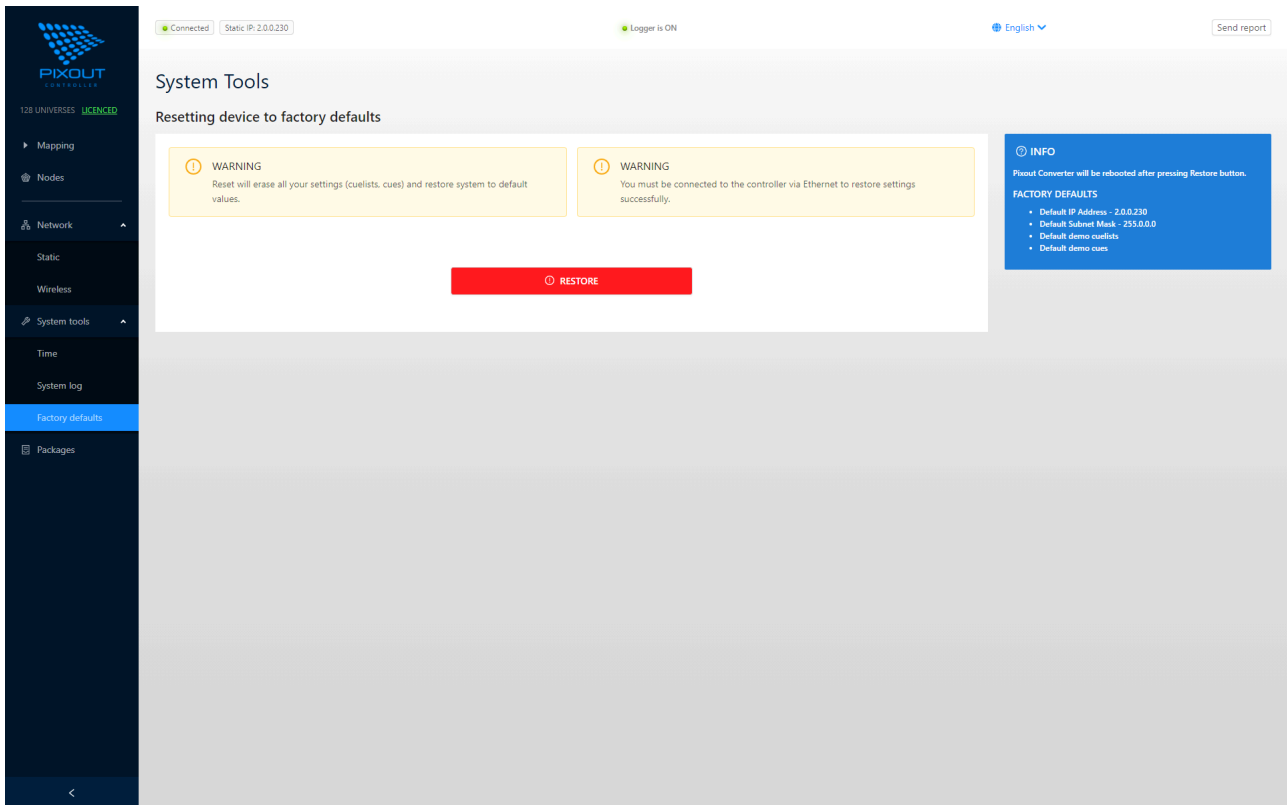 PIXOUT
CONTROLLER
128 UNIVERSES LICENCED
Mapping
Nodes
Network
Static
Wireless
System tools
Time
System log
Factory defaults
Packages
Connected Static IP: 2.0.0.230 Logger is ON English Send report
System Tools
Resetting device to factory defaults
WARNING
Reset will erase all your settings (cuelists, cues) and restore system to default
values.
WARNING
You must be connected to the controller via Ethernet to restore settings
successfully.
RESTORE
INFO
Pixout Converter will be rebooted after pressing Restore button.
FACTORY DEFAULTS
• Default IP Address - 2.0.0.230
• Default Subnet Mask - 255.0.0.0
• Default demo cuelists
• Default demo cues